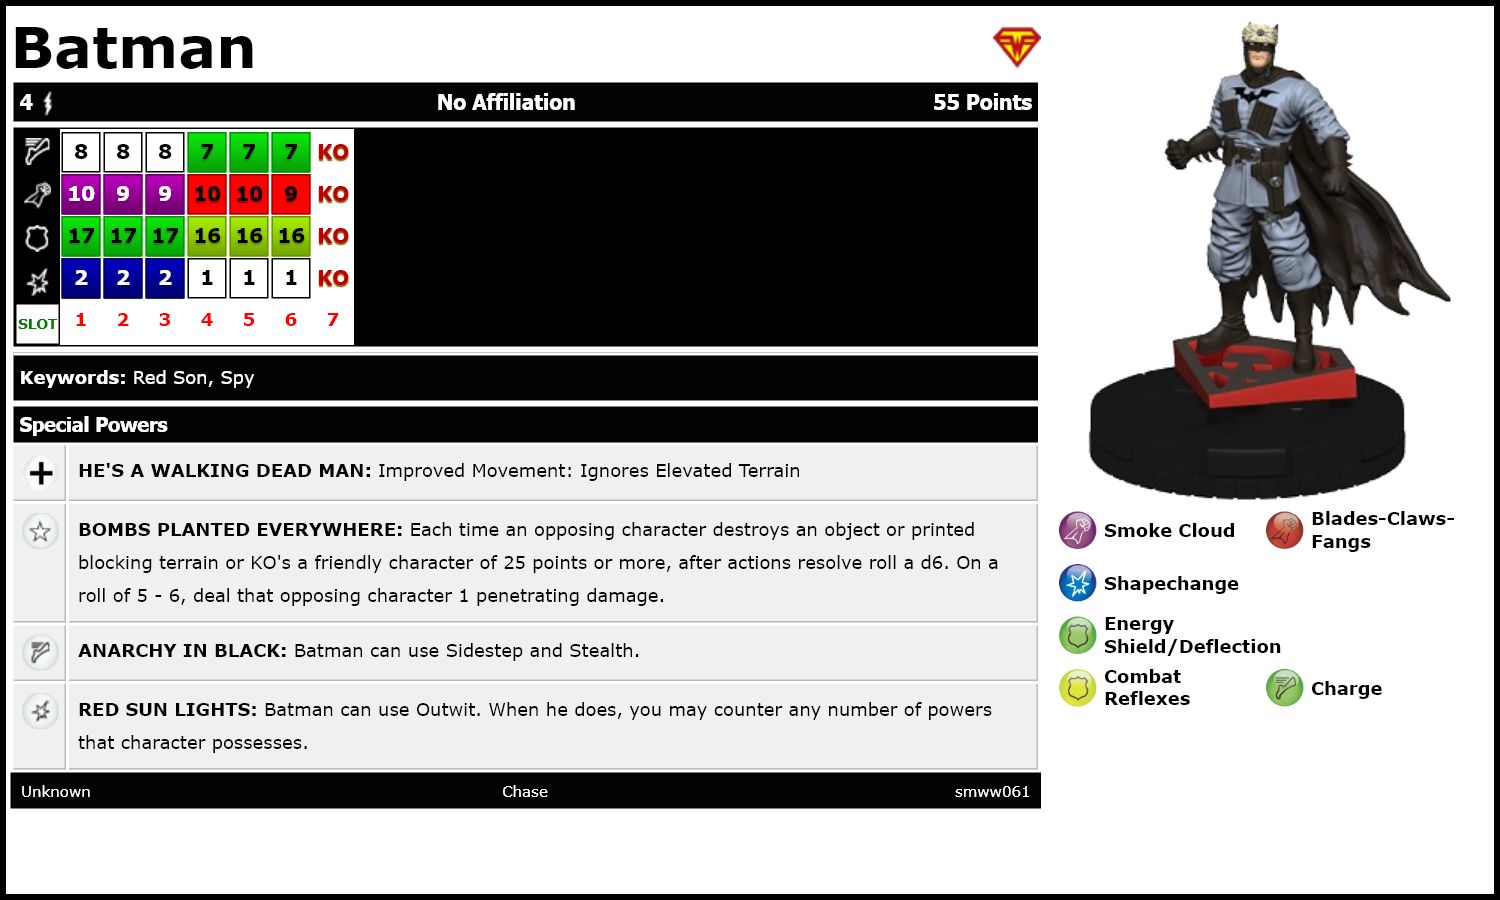 Batman
4 No Affiliation 55 Points
8 8 8 7 7 7 KO
10 9 9 10 10 9 KO
17 17 17 16 16 16 KO
2 2 2 1 1 1 KO
SLOT 1 2 3 4 5 6 7
Keywords: Red Son, Spy
Special Powers
HE'S A WALKING DEAD MAN: Improved Movement: Ignores Elevated Terrain
BOMBS PLANTED EVERYWHERE: Each time an opposing character destroys an object or printed
blocking terrain or KO's a friendly character of 25 points or more, after actions resolve roll a d6. On a
roll of 5 - 6, deal that opposing character 1 penetrating damage.
ANARCHY IN BLACK: Batman can use Sidestep and Stealth.
RED SUN LIGHTS: Batman can use Outwit. When he does, you may counter any number of powers
that character possesses.
Unknown Chase smww061
Smoke Cloud
Blades-Claws-
Fangs
Shapechange
Energy
Shield/Deflection
Combat
Reflexes
Charge